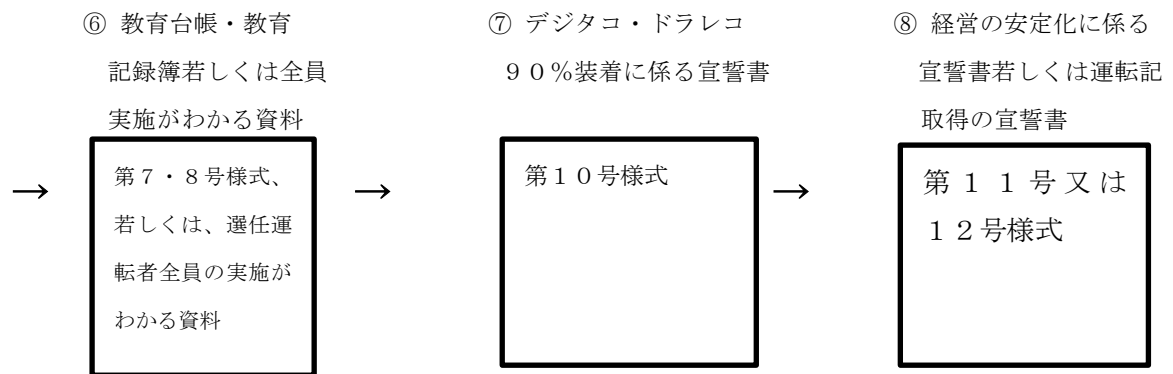 ⑥ 教育台帳・教育
記録簿若しくは全員
実施がわかる資料
⑦ デジタコ・ドラレコ
９０％装着に係る宣誓書
⑧ 経営の安定化に係る
宣誓書若しくは運転記
取得の宣誓書
→
第７・８号様式、
若しくは、選任運
転者全員の実施が
わかる資料
→
第１０号様式
→
第１１号又は
１２号様式